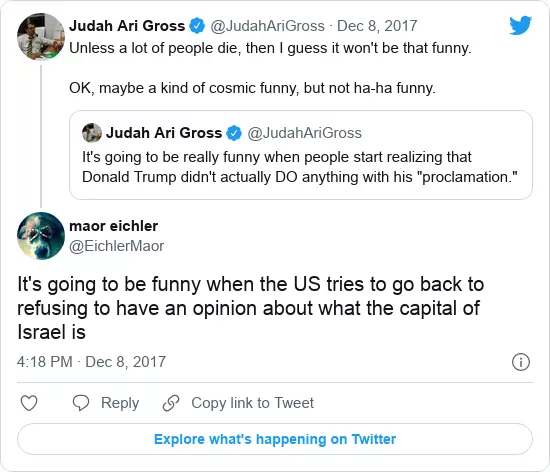 Judah Ari Gross @JudahAriGross · Dec 8, 2017
Unless a lot of people die, then I guess it won't be that funny.
OK, maybe a kind of cosmic funny, but not ha-ha funny.
Judah Ari Gross @JudahAriGross
It's going to be really funny when people start realizing that
Donald Trump didn't actually DO anything with his "proclamation."
maor eichler
@EichlerMaor
It's going to be funny when the US tries to go back to
refusing to have an opinion about what the capital of
Israel is
4:18 PM · Dec 8, 2017
Reply
Copy link to Tweet
Explore what's happening on Twitter